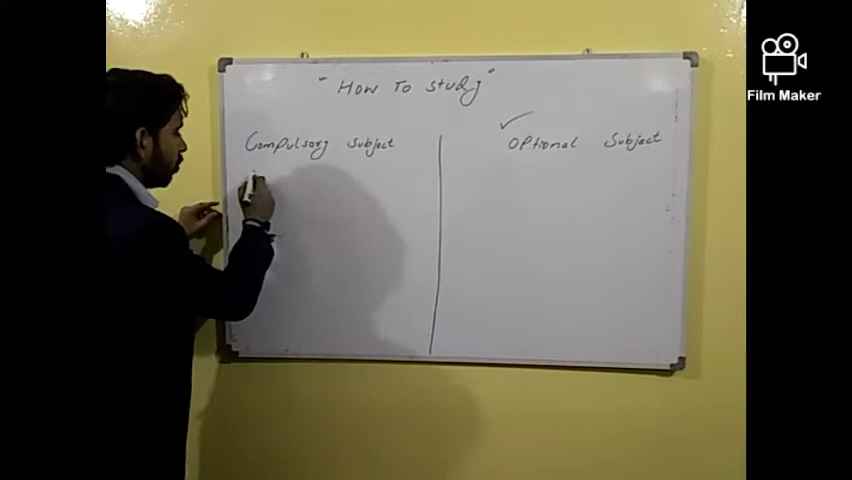 "How To study"
Compulsory Subject
Optional Subject
Film Maker